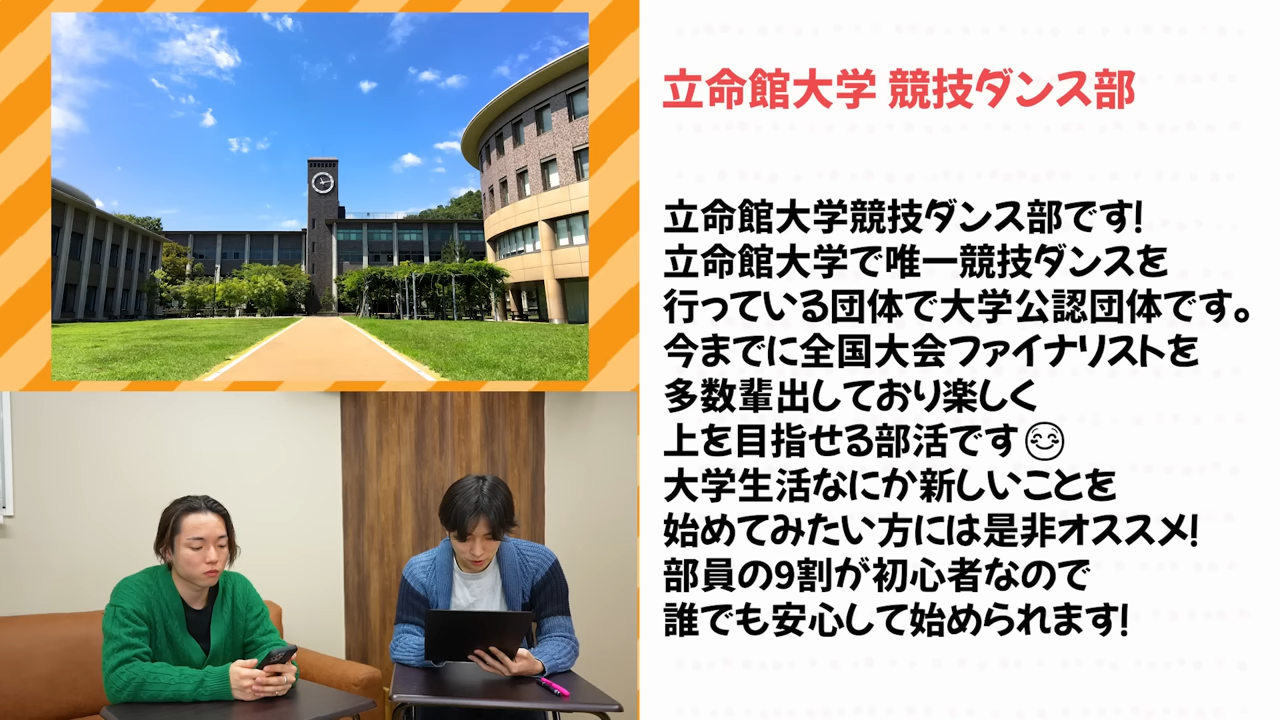 立命館大学 競技ダンス部
立命館大学競技ダンス部です!
立命館大学で唯一競技ダンスを
行っている団体で大学公認団体です。
今までに全国大会ファイナリストを
多数輩出しており楽しく
上を目指せる部活です😊
大学生活なにか新しいことを
始めてみたい方には是非オススメ!
部員の9割が初心者なので
誰でも安心して始められます!